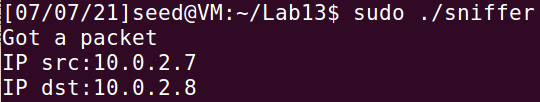 [07/07/21]seed@VM:~/Lab13$ sudo ./sniffer
Got a packet
IP src:10.0.2.7
IP dst:10.0.2.8